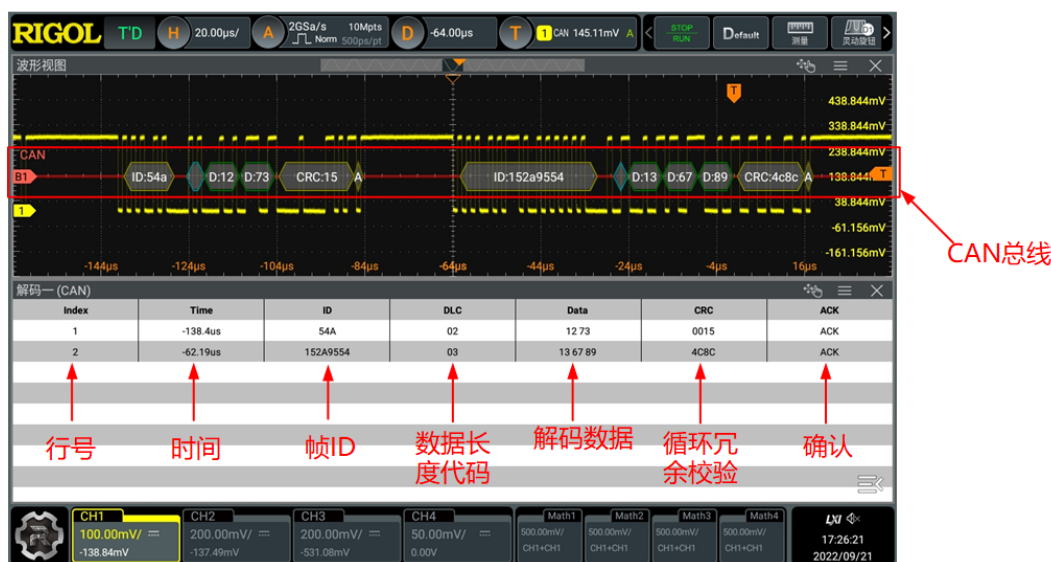 RIGOL T'D H 20.00μs/ A 2GSa/s 10Mpts Norm 500ps/pt D -64.00μs T 1 CAN 145.11mV A STOP RUN Default 测量 灵动旋钮
波形视图
T
438.844mV
338.844mV
CAN 238.844mV
B1 ID:54a D:12 D:73 CRC:15 A ID:152a9554 D:13 D:67 D:89 CRC:4c8c A 138.844m T
1 38.844mV
-61.156mV
CAN总线
-161.156mV
-144μs -124μs -104μs -84μs -64μs -44μs -24μs -4μs 16μs
解码一 (CAN)
Index Time ID DLC Data CRC ACK
1 -138.4us 54A 02 12 73 0015 ACK
2 -62.19us 152A9554 03 13 67 89 4C8C ACK
行号 时间 帧ID 数据长度代码 解码数据 循环冗余校验 确认
CH1 CH2 CH3 CH4 Math1 Math2 Math3 Math4 LXI
100.00mV/ 200.00mV/ 200.00mV/ 50.00mV/ 500.00mV/ 500.00mV/ 500.00mV/ 500.00mV/ 17:26:21
-138.84mV -137.49mV -531.08mV 0.00V CH1+CH1 CH1+CH1 CH1+CH1 CH1+CH1 2022/09/21